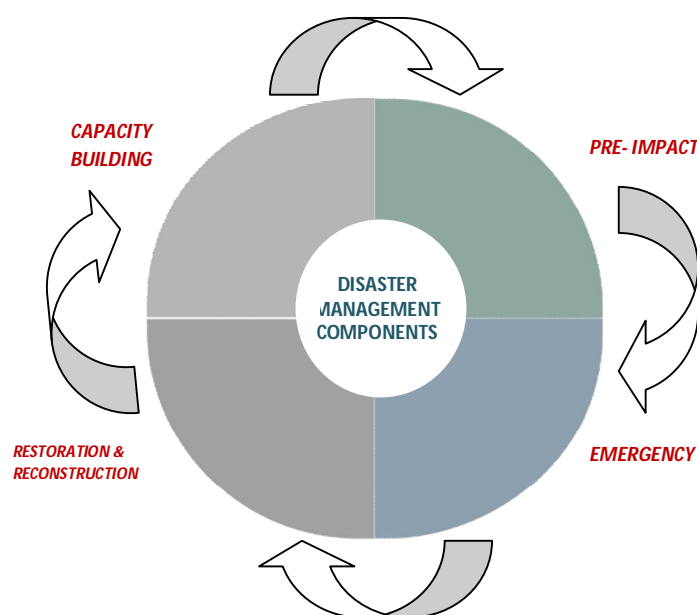 CAPACITY
BUILDING
PRE- IMPACT
DISASTER
MANAGEMENT
COMPONENTS
RESTORATION &
RECONSTRUCTION
EMERGENCY